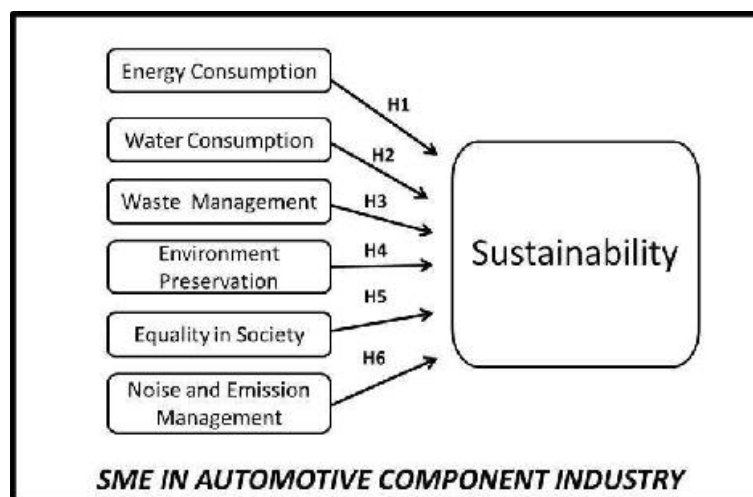 Energy Consumption
H1
Water Consumption
H2
Waste Management
H3
Environment
Preservation
H4
Sustainability
H5
Equality in Society
H6
Noise and Emission
Management
SME IN AUTOMOTIVE COMPONENT INDUSTRY